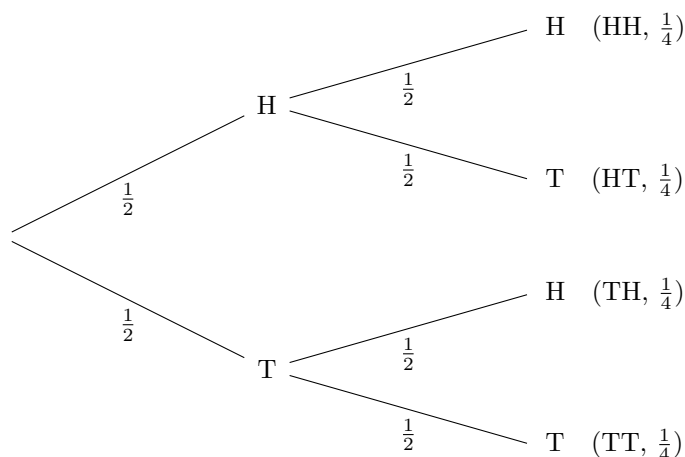 H (HH, 1/4)
1/2
H
1/2
T (HT, 1/4)
1/2
H (TH, 1/4)
1/2
1/2
T
1/2
T (TT, 1/4)